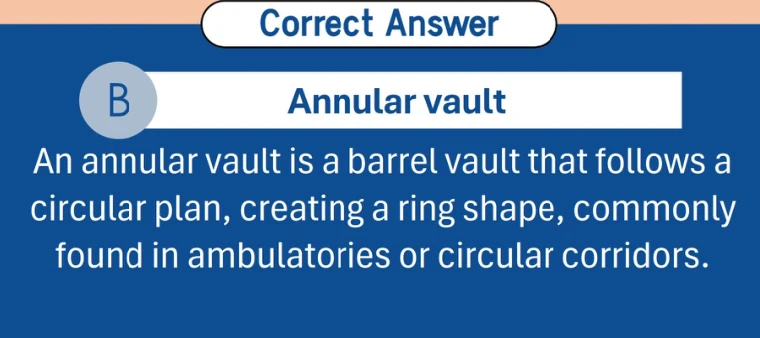 Correct Answer
B
Annular vault
An annular vault is a barrel vault that follows a
circular plan, creating a ring shape, commonly
found in ambulatories or circular corridors.